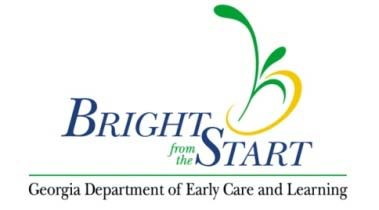 BRIGHT
from
the START
Georgia Department of Early Care and Learning